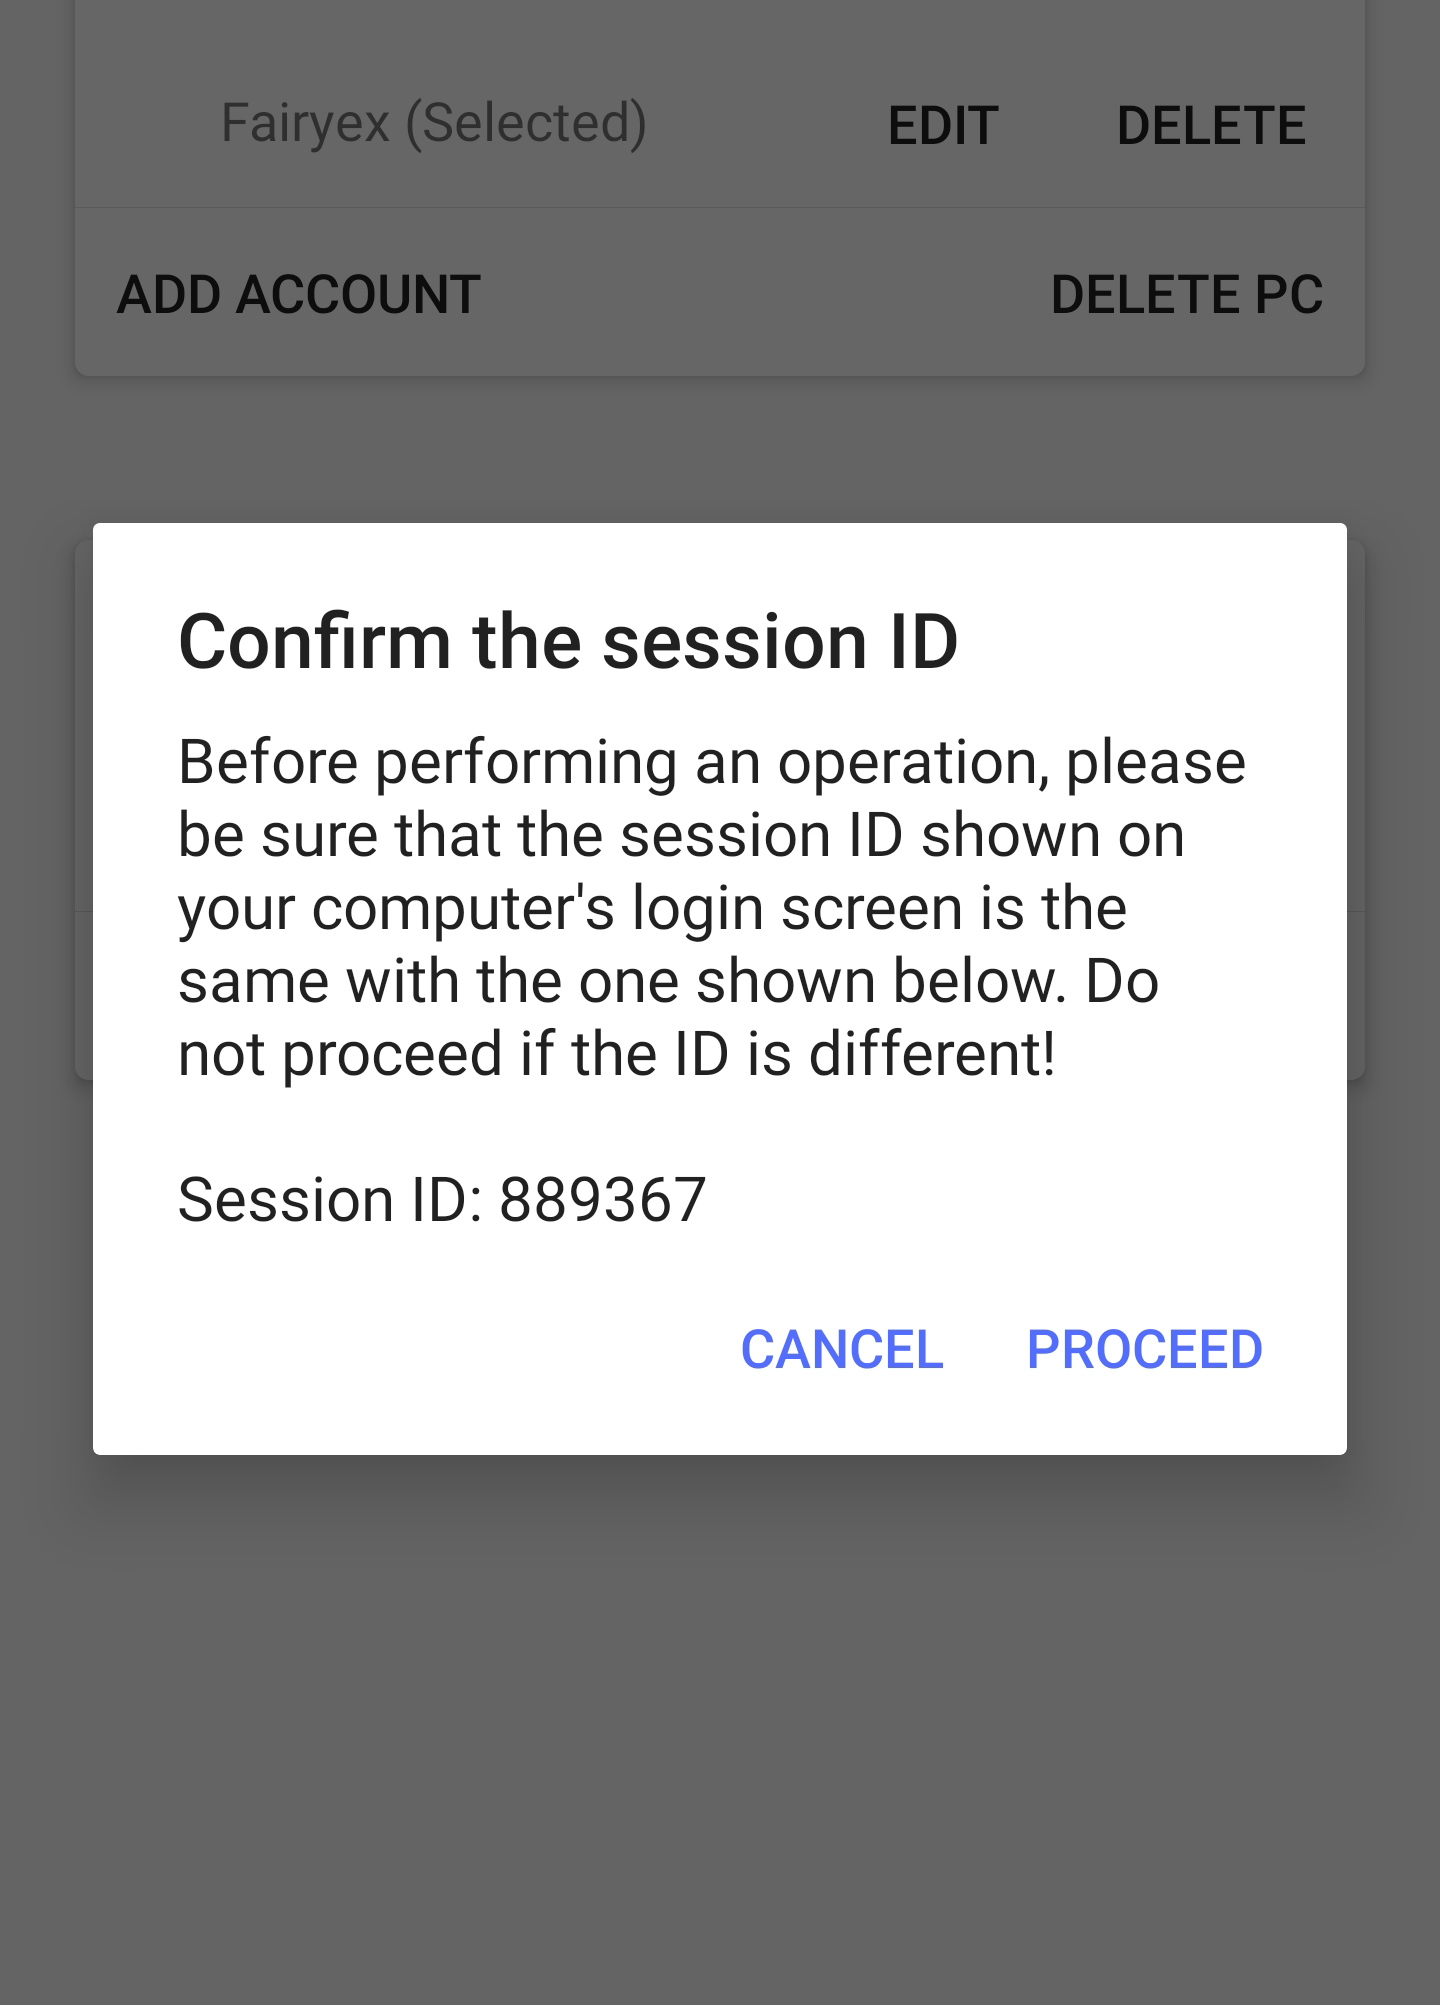 Fairyex (Selected) EDIT DELETE
ADD ACCOUNT DELETE PC
Confirm the session ID
Before performing an operation, please
be sure that the session ID shown on
your computer's login screen is the
same with the one shown below. Do
not proceed if the ID is different!
Session ID: 889367
CANCEL PROCEED